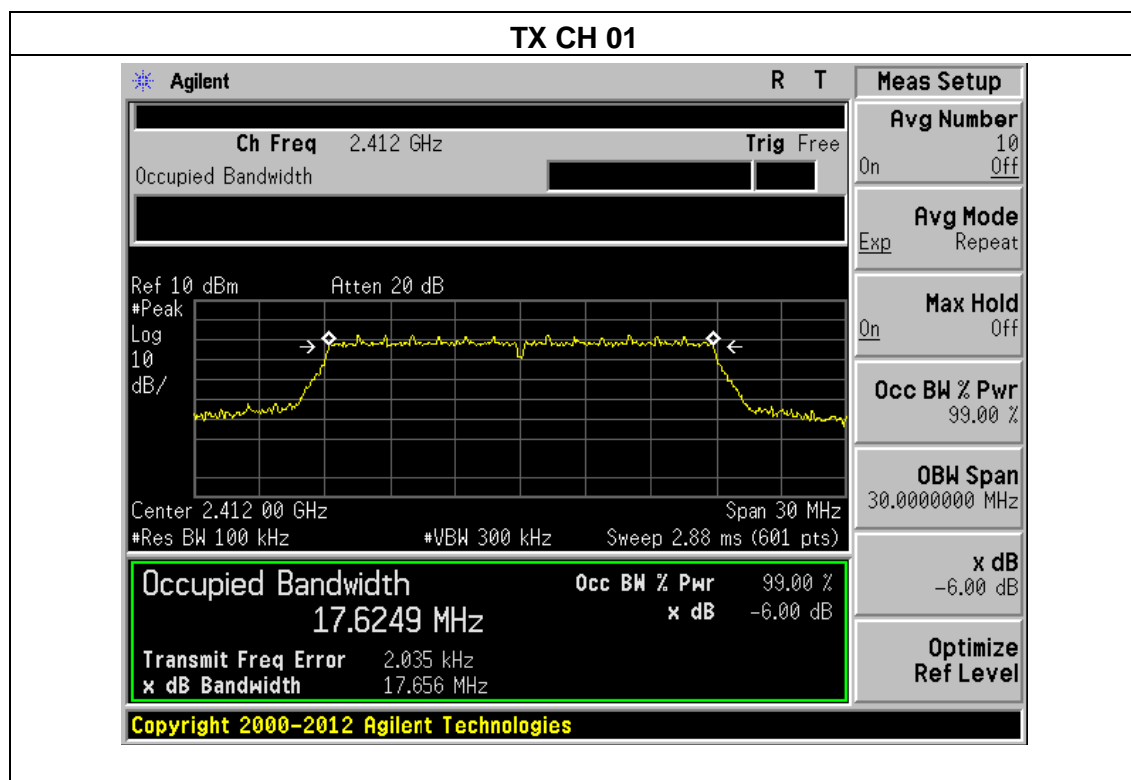 TX CH 01
Agilent R T
Meas Setup
Ch Freq 2.412 GHz Trig Free
Occupied Bandwidth
Avg Number
10
On Off
Avg Mode
Exp Repeat
Max Hold
On Off
Occ BW % Pwr
99.00 %
OBW Span
30.0000000 MHz
x dB
-6.00 dB
Optimize
Ref Level
Ref 10 dBm Atten 20 dB
#Peak
Log
10
dB/
Center 2.412 00 GHz Span 30 MHz
#Res BW 100 kHz #VBW 300 kHz Sweep 2.88 ms (601 pts)
Occupied Bandwidth Occ BW % Pwr 99.00 %
17.6249 MHz x dB -6.00 dB
Transmit Freq Error 2.035 kHz
x dB Bandwidth 17.656 MHz
Copyright 2000-2012 Agilent Technologies